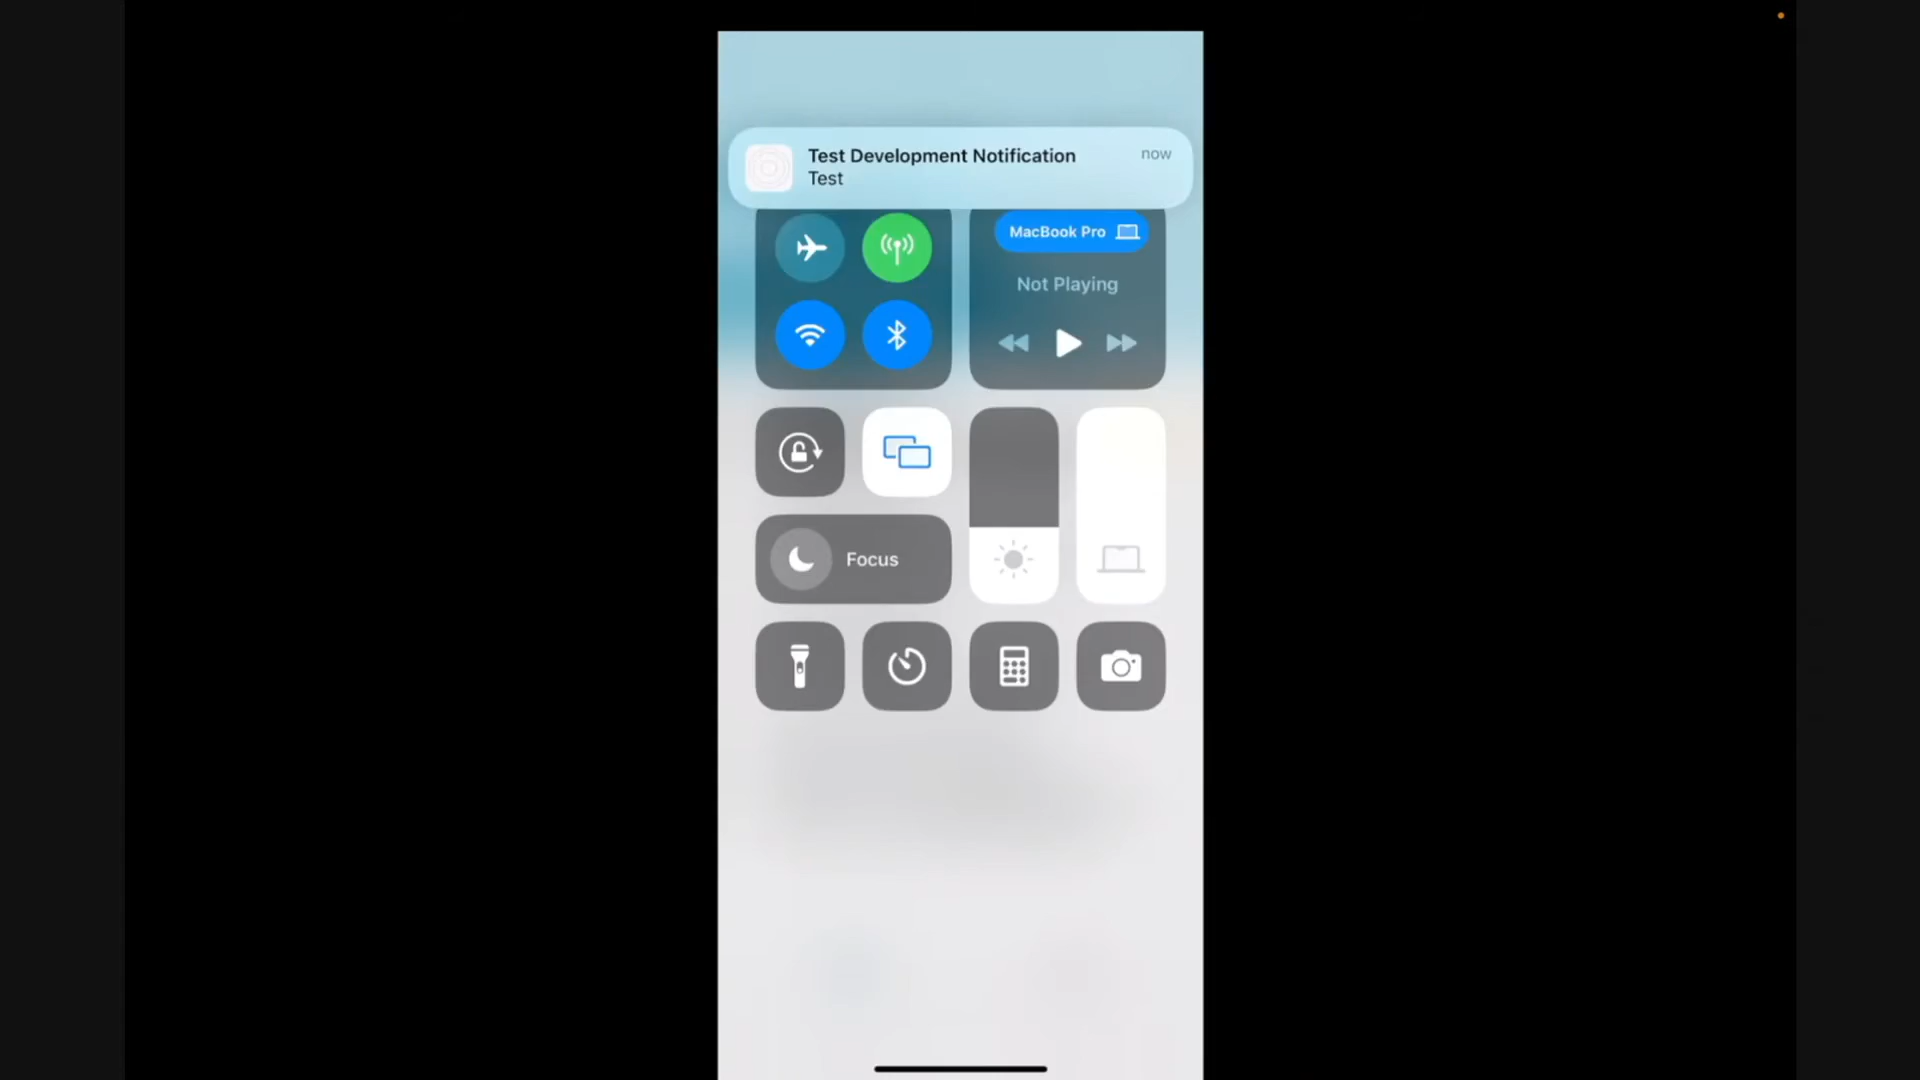 Test Development Notification
now
Test
MacBook Pro
Not Playing
Focus